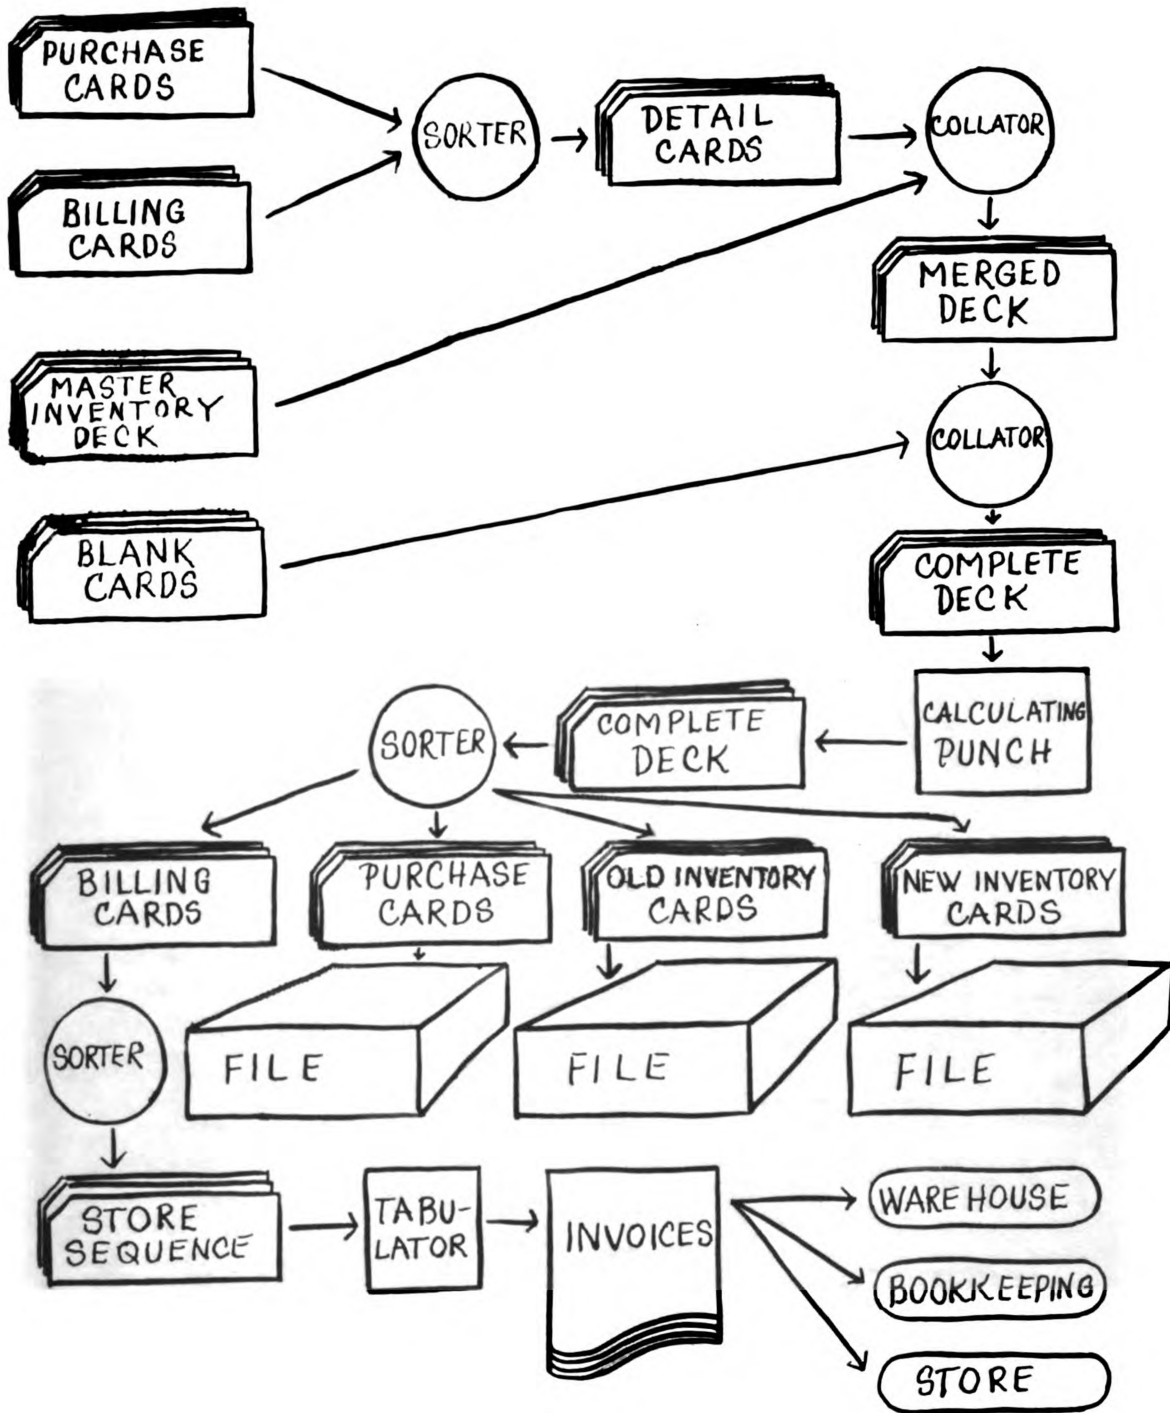 PURCHASE
CARDS
SORTER
DETAIL
CARDS
COLLATOR
BILLING
CARDS
MERGED
DECK
MASTER
INVENTORY
DECK
COLLATOR
BLANK
CARDS
COMPLETE
DECK
SORTER
COMPLETE
DECK
CALCULATING
PUNCH
BILLING
CARDS
PURCHASE
CARDS
OLD INVENTORY
CARDS
NEW INVENTORY
CARDS
SORTER
FILE
FILE
FILE
STORE
SEQUENCE
TABU-
LATOR
INVOICES
WAREHOUSE
BOOKKEEPING
STORE